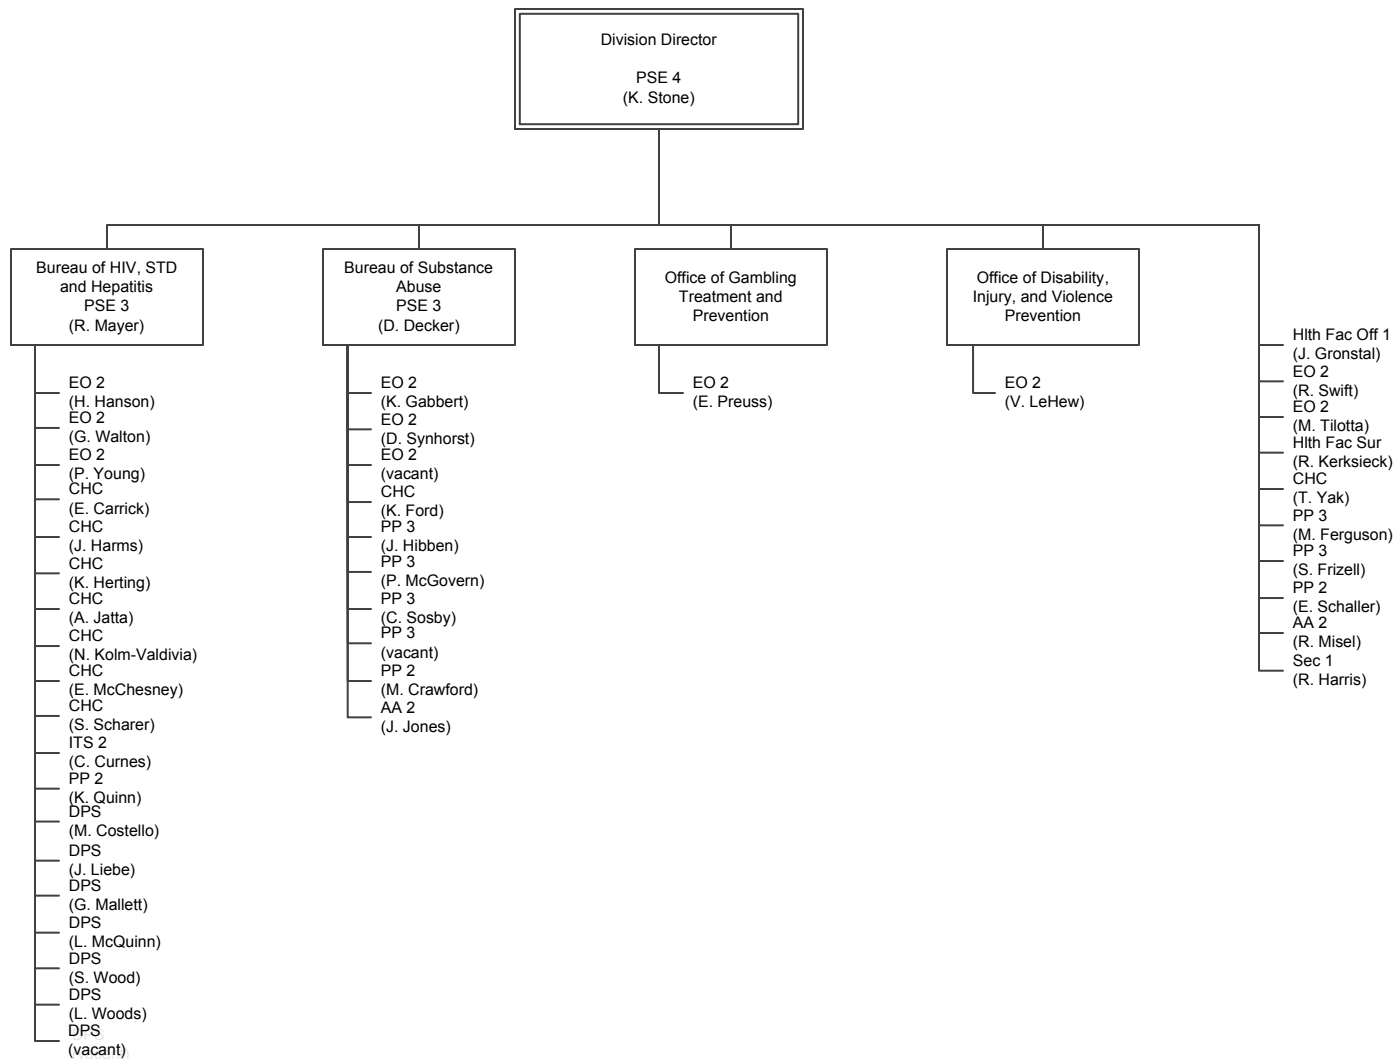 Division Director
PSE 4
(K. Stone)
Bureau of HIV, STD
and Hepatitis
PSE 3
(R. Mayer)
EO 2
(H. Hanson)
EO 2
(G. Walton)
EO 2
(P. Young)
CHC
(E. Carrick)
CHC
(J. Harms)
CHC
(K. Herting)
CHC
(A. Jatta)
CHC
(N. Kolm-Valdivia)
CHC
(E. McChesney)
CHC
(S. Scharer)
ITS 2
(C. Curnes)
PP 2
(K. Quinn)
DPS
(M. Costello)
DPS
(J. Liebe)
DPS
(G. Mallett)
DPS
(L. McQuinn)
DPS
(S. Wood)
DPS
(L. Woods)
DPS
(vacant)
Bureau of Substance
Abuse
PSE 3
(D. Decker)
EO 2
(K. Gabbert)
EO 2
(D. Synhorst)
EO 2
(vacant)
CHC
(K. Ford)
PP 3
(J. Hibben)
PP 3
(P. McGovern)
PP 3
(C. Sosby)
PP 3
(vacant)
PP 2
(M. Crawford)
AA 2
(J. Jones)
Office of Gambling
Treatment and
Prevention
EO 2
(E. Preuss)
Office of Disability,
Injury, and Violence
Prevention
EO 2
(V. LeHew)
Hlth Fac Off 1
(J. Gronstal)
EO 2
(R. Swift)
EO 2
(M. Tilotta)
Hlth Fac Sur
(R. Kerksieck)
CHC
(T. Yak)
PP 3
(M. Ferguson)
PP 3
(S. Frizell)
PP 2
(E. Schaller)
AA 2
(R. Misel)
Sec 1
(R. Harris)